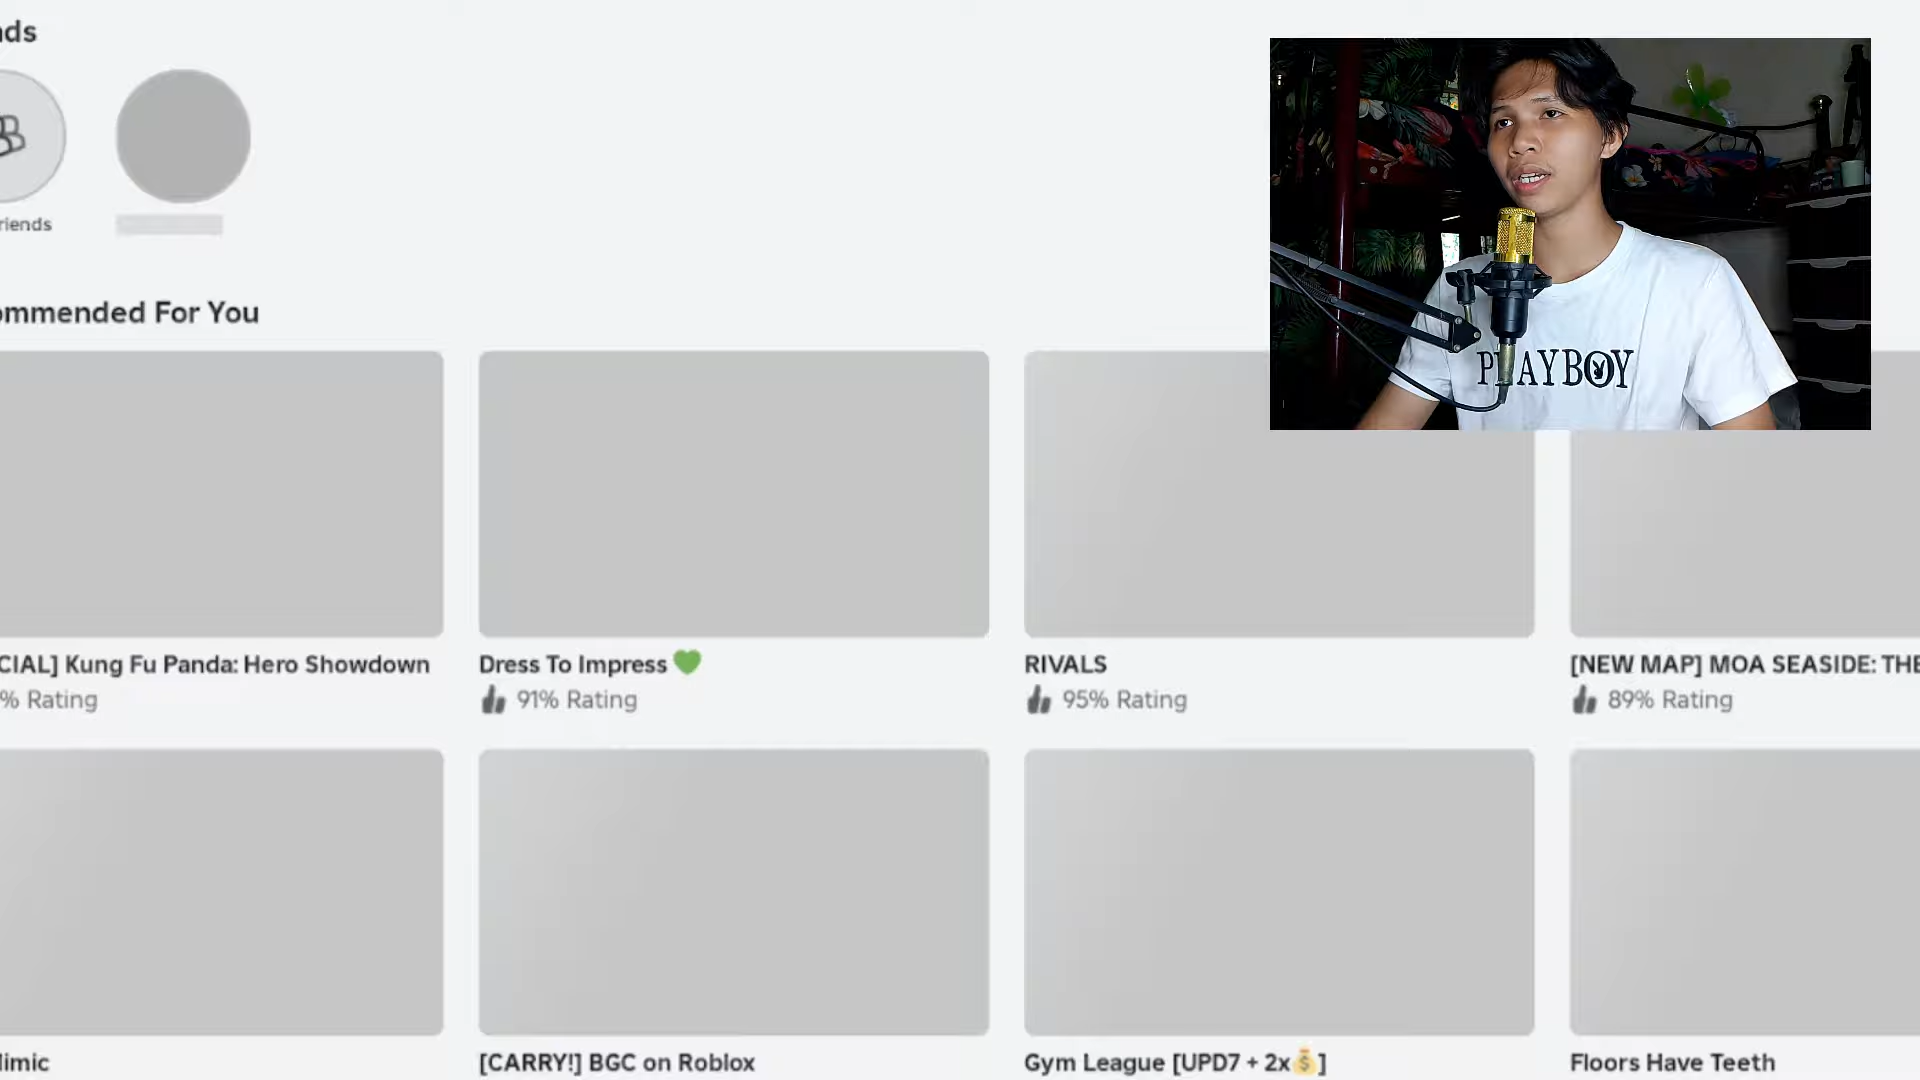 nds
riends
ommended For You
CIAL] Kung Fu Panda: Hero Showdown
% Rating
Dress To Impress 💚
91% Rating
RIVALS
95% Rating
[NEW MAP] MOA SEASIDE: THE
89% Rating
limic
[CARRY!] BGC on Roblox
Gym League [UPD7 + 2x💰]
Floors Have Teeth
PLAYBOY